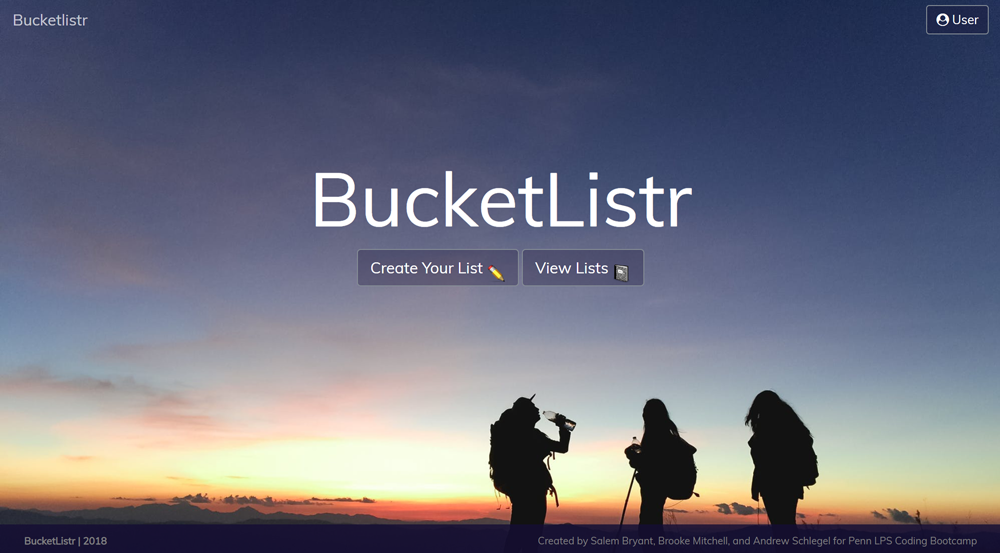 Bucketlistr
User
BucketListr
Create Your List
View Lists
BucketListr | 2018
Created by Salem Bryant, Brooke Mitchell, and Andrew Schlegel for Penn LPS Coding Bootcamp